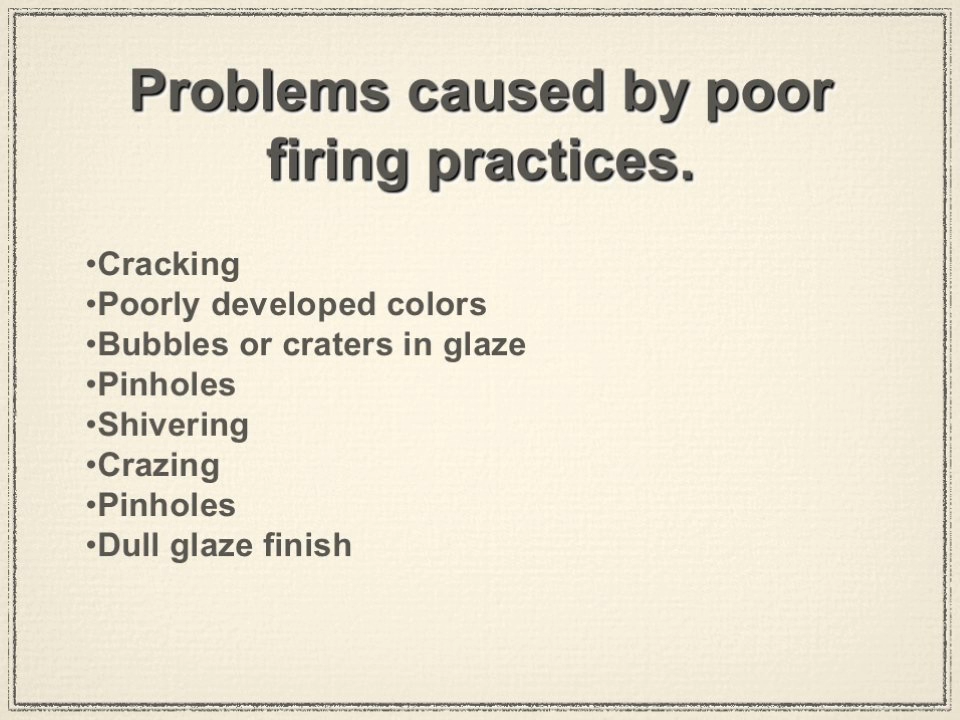 Problems caused by poor
firing practices.
•Cracking
•Poorly developed colors
•Bubbles or craters in glaze
•Pinholes
•Shivering
•Crazing
•Pinholes
•Dull glaze finish